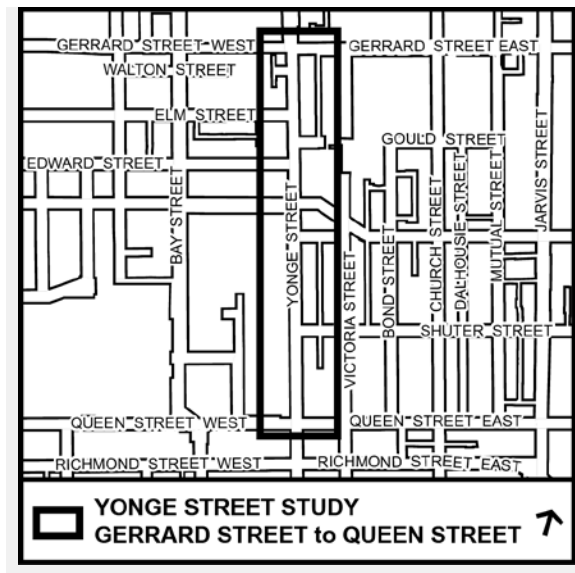 GERRARD STREET WEST
GERRARD STREET EAST
WALTON STREET
ELM STREET
GOULD STREET
EDWARD STREET
BAY STREET
YONGE STREET
VICTORIA STREET
BOND STREET
CHURCH STREET
DALHOUSIE STREET
MUTUAL STREET
JARVIS STREET
SHUTER STREET
QUEEN STREET WEST
QUEEN STREET EAST
RICHMOND STREET WEST
RICHMOND STREET EAST
YONGE STREET STUDY
GERRARD STREET to QUEEN STREET